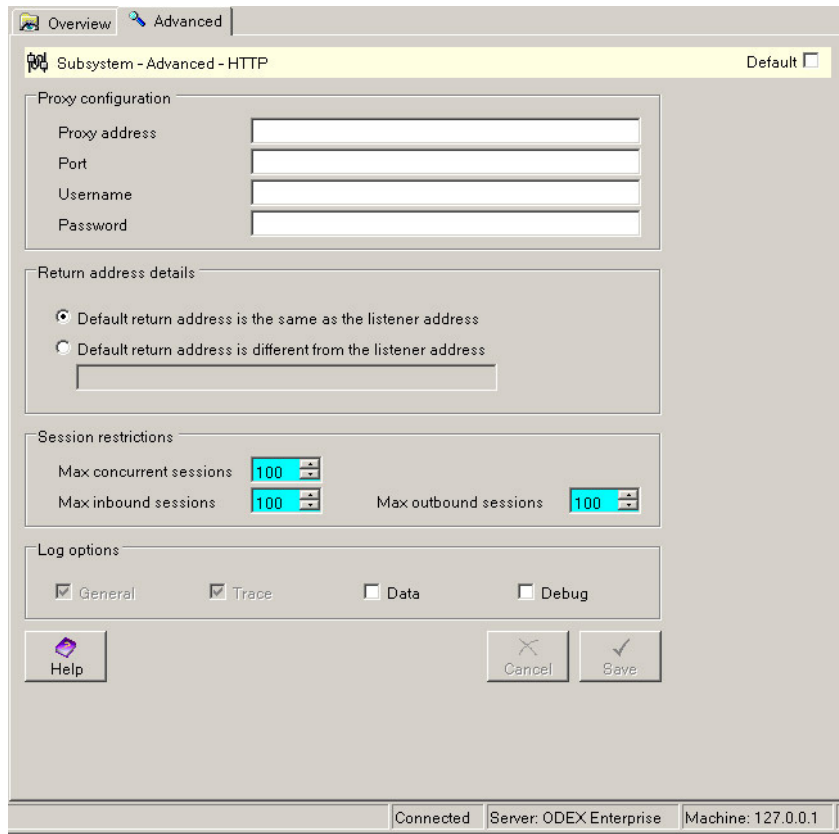 Overview Advanced
Subsystem - Advanced - HTTP Default
Proxy configuration
Proxy address
Port
Username
Password
Return address details
Default return address is the same as the listener address
Default return address is different from the listener address
Session restrictions
Max concurrent sessions 100
Max inbound sessions 100 Max outbound sessions 100
Log options
General Trace Data Debug
Help Cancel Save
Connected Server: ODEX Enterprise Machine: 127.0.0.1